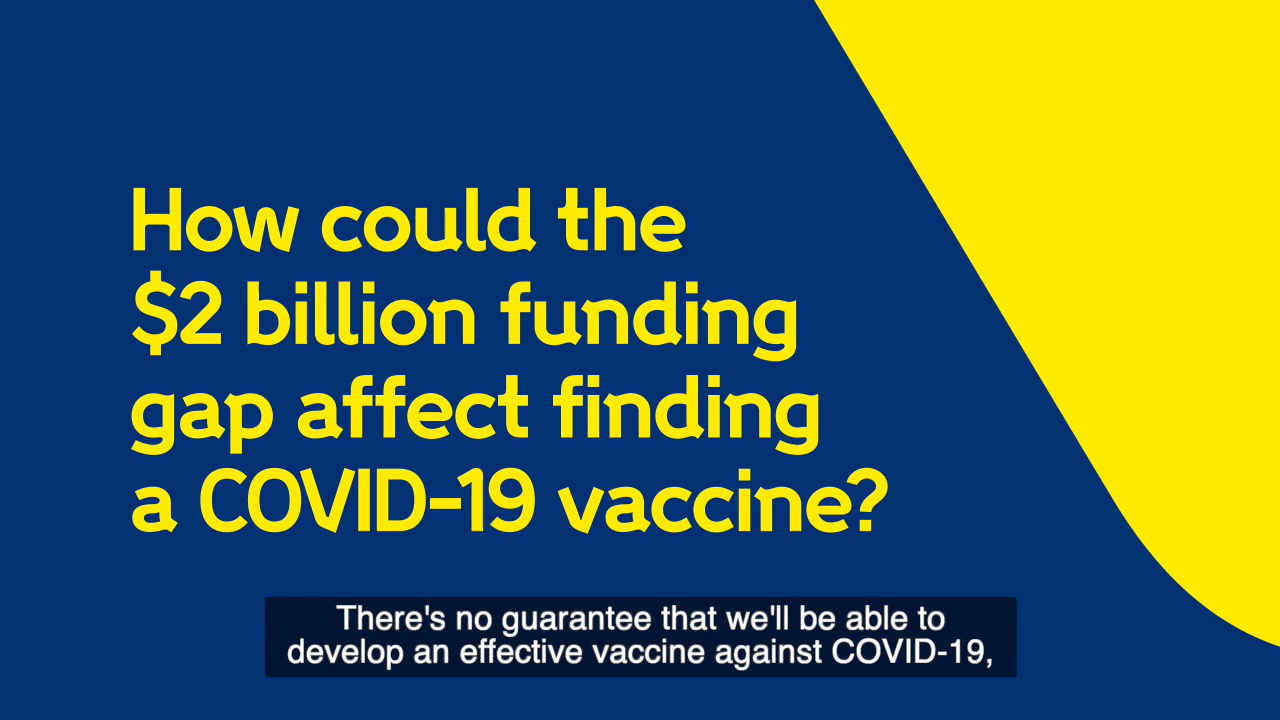 How could the
$2 billion funding
gap affect finding
a COVID-19 vaccine?
There's no guarantee that we'll be able to
develop an effective vaccine against COVID-19,